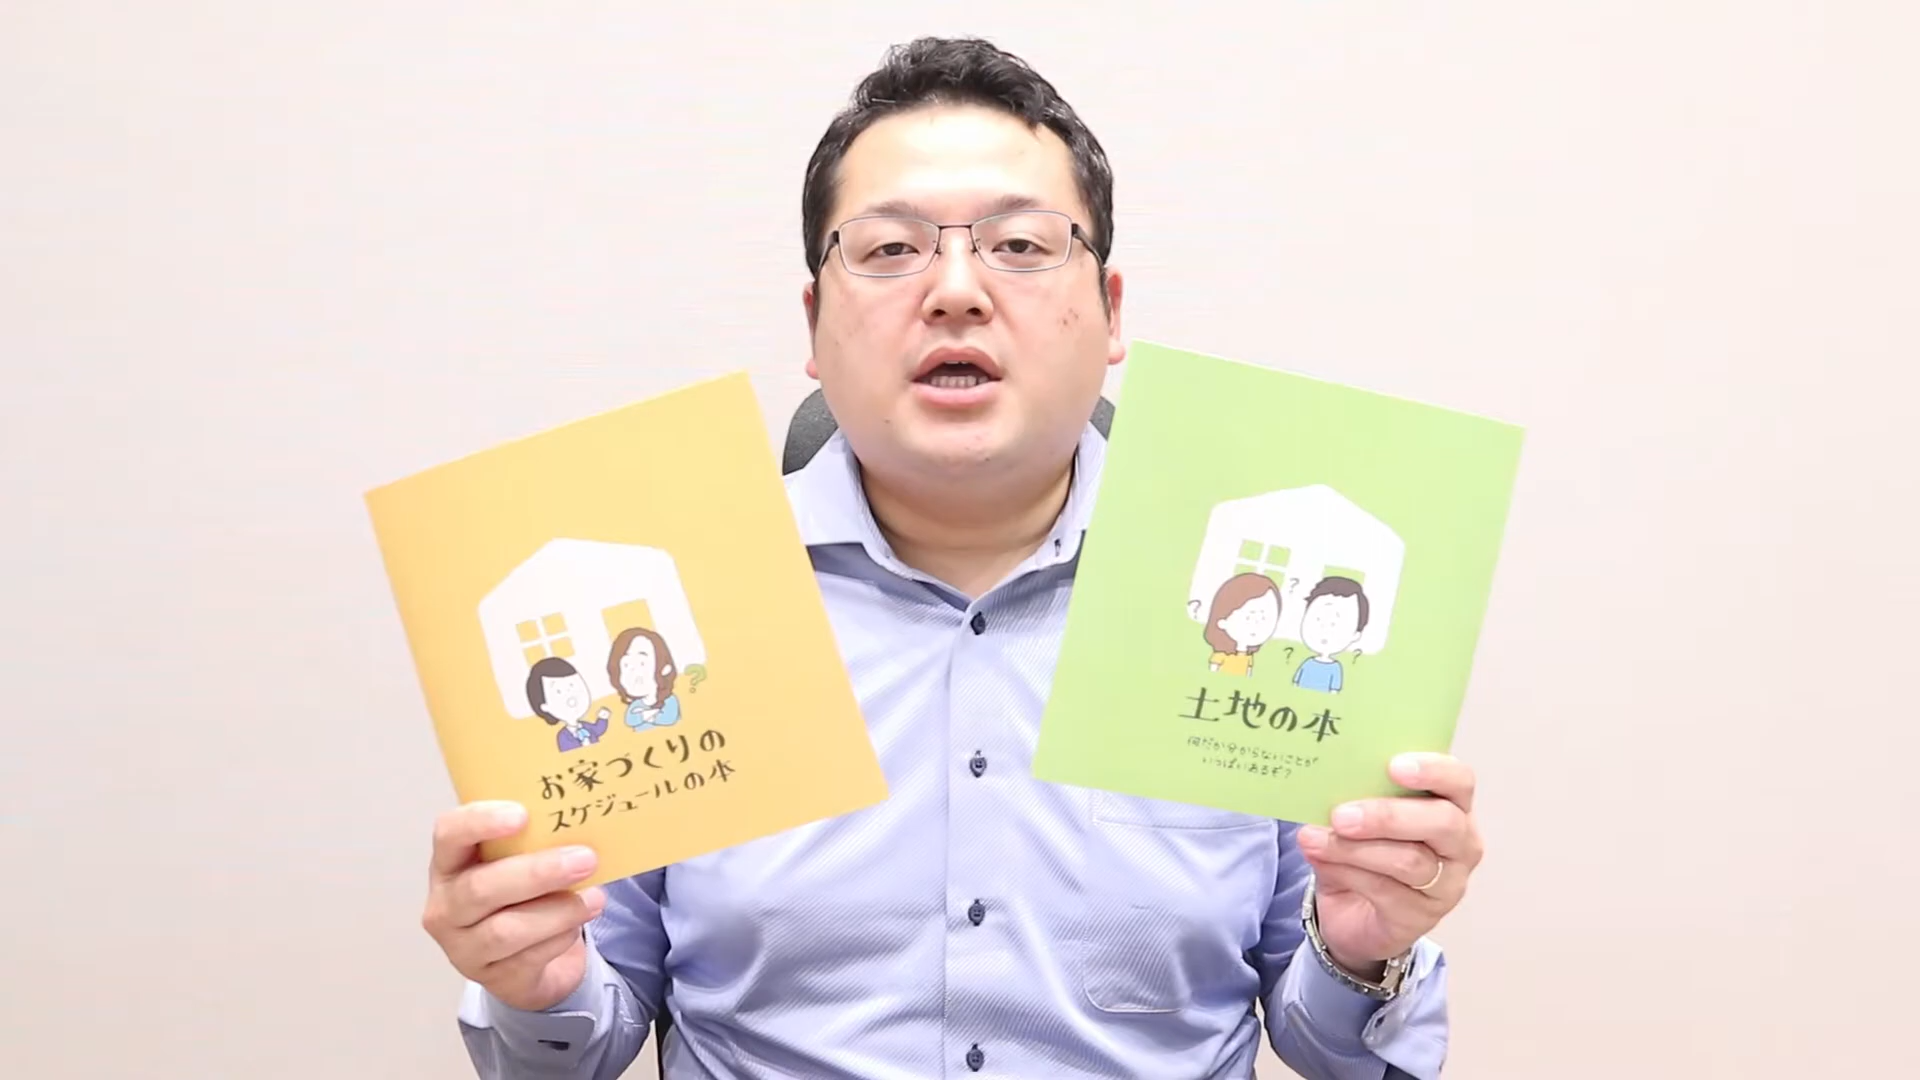 お家づくりの
スケジュールの本
?
土地の本
何だか分からないことが
いっぱいあるぞ?
? ? ? ?